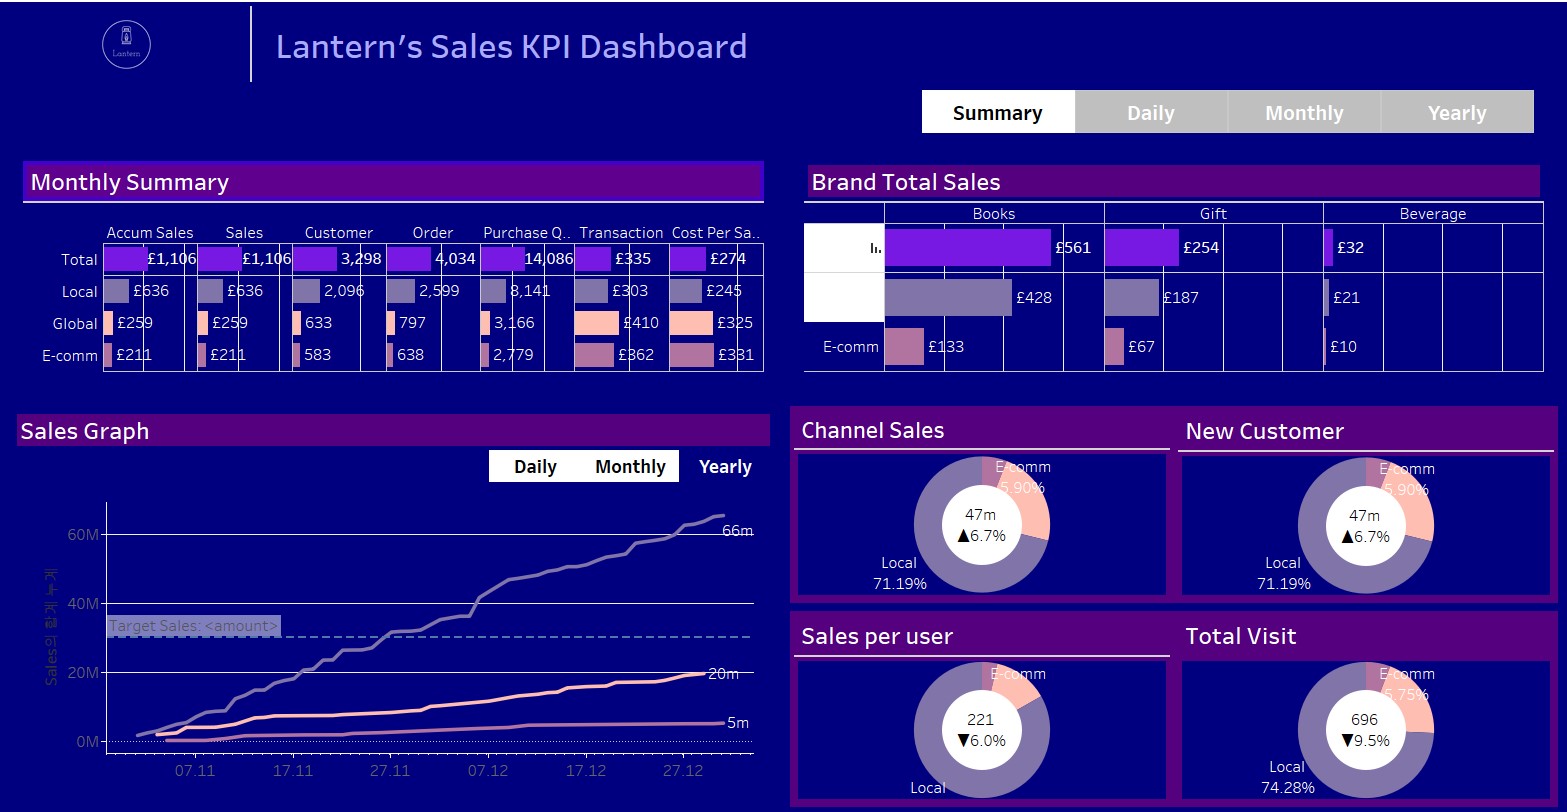 Lantern
Lantern's Sales KPI Dashboard
Summary Daily Monthly Yearly
Monthly Summary
Accum Sales Sales Customer Order Purchase Q.. Transaction Cost Per Sa..
Total £1,106 £1,106 3,298 4,034 14,086 £335 £274
Local £636 £636 2,096 2,599 8,141 £303 £245
Global £259 £259 633 797 3,166 £410 £325
E-comm £211 £211 583 638 2,779 £362 £331
Brand Total Sales
Books Gift Beverage
£561 £254 £32
£428 £187 £21
E-comm £133 £67 £10
Sales Graph
Daily Monthly Yearly
Sales의 합계 누계
60M
40M
20M
0M
Target Sales: <amount>
66m
20m
5m
07.11 17.11 27.11 07.12 17.12 27.12
Channel Sales
E-comm
5.90%
47m
▲6.7%
Local
71.19%
New Customer
E-comm
5.90%
47m
▲6.7%
Local
71.19%
Sales per user
E-comm
221
▼6.0%
Local
Total Visit
E-comm
5.75%
696
▼9.5%
Local
74.28%